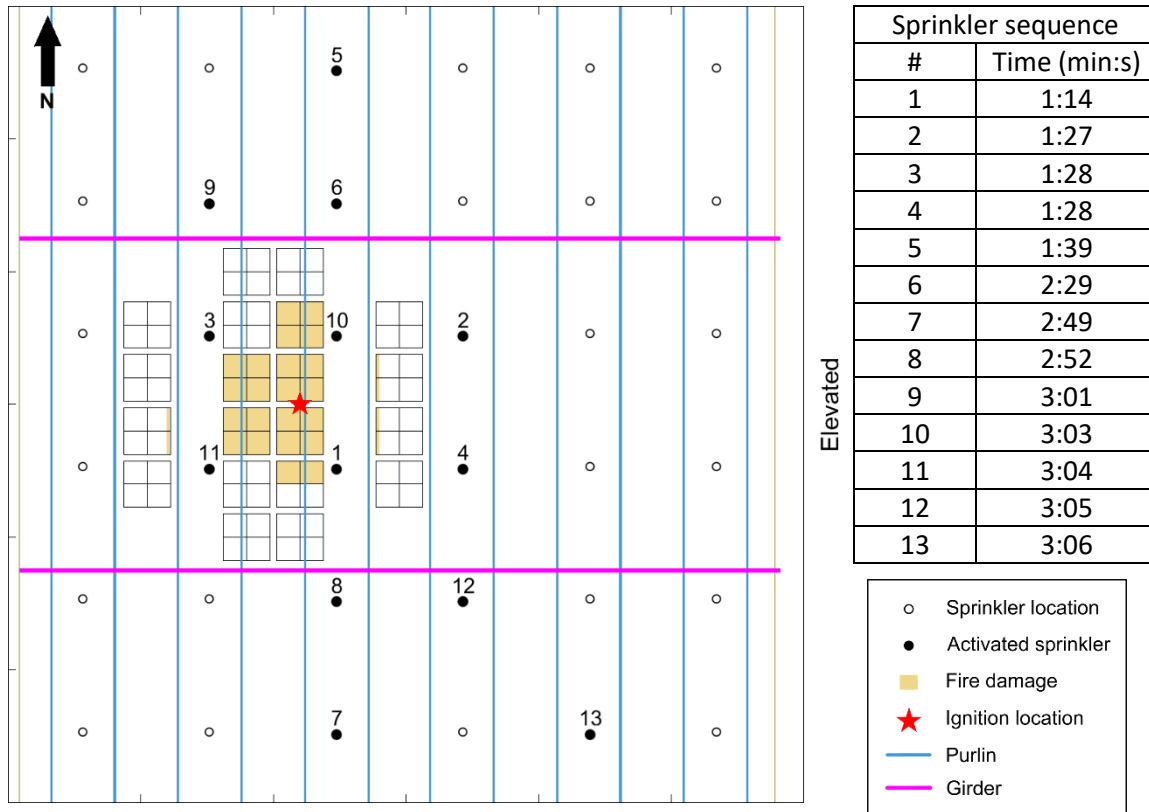 5
N
9 6
3 10 2
11 1 4
8 12
7 13
Elevated
Sprinkler sequence
# Time (min:s)
1 1:14
2 1:27
3 1:28
4 1:28
5 1:39
6 2:29
7 2:49
8 2:52
9 3:01
10 3:03
11 3:04
12 3:05
13 3:06
Sprinkler location
Activated sprinkler
Fire damage
Ignition location
Purlin
Girder